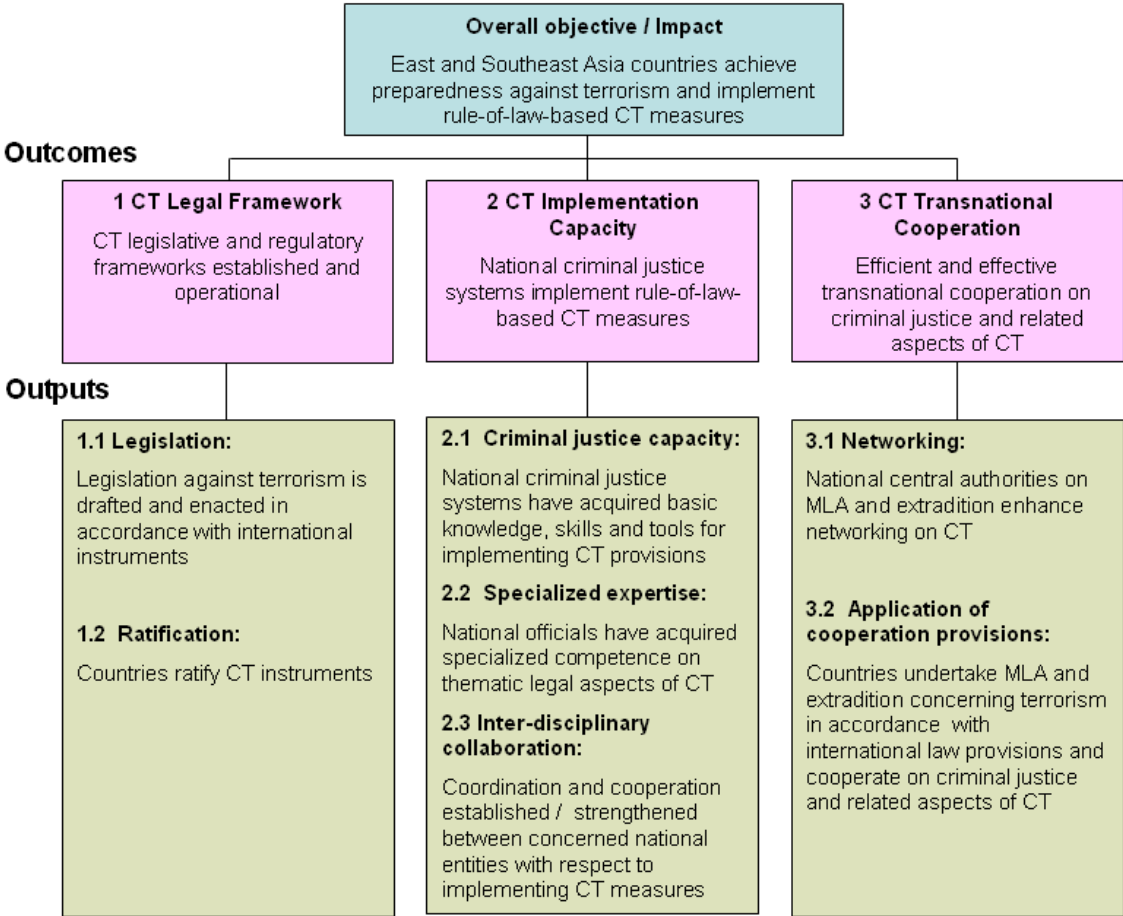 Overall objective / Impact
East and Southeast Asia countries achieve
preparedness against terrorism and implement
rule-of-law-based CT measures
Outcomes
1 CT Legal Framework
CT legislative and regulatory
frameworks established and
operational
2 CT Implementation
Capacity
National criminal justice
systems implement rule-of-law-
based CT measures
3 CT Transnational
Cooperation
Efficient and effective
transnational cooperation on
criminal justice and related
aspects of CT
Outputs
1.1 Legislation:
Legislation against terrorism is
drafted and enacted in
accordance with international
instruments
1.2 Ratification:
Countries ratify CT instruments
2.1 Criminal justice capacity:
National criminal justice
systems have acquired basic
knowledge, skills and tools for
implementing CT provisions
2.2 Specialized expertise:
National officials have acquired
specialized competence on
thematic legal aspects of CT
2.3 Inter-disciplinary
collaboration:
Coordination and cooperation
established / strengthened
between concerned national
entities with respect to
implementing CT measures
3.1 Networking:
National central authorities on
MLA and extradition enhance
networking on CT
3.2 Application of
cooperation provisions:
Countries undertake MLA and
extradition concerning terrorism
in accordance with
international law provisions and
cooperate on criminal justice
and related aspects of CT